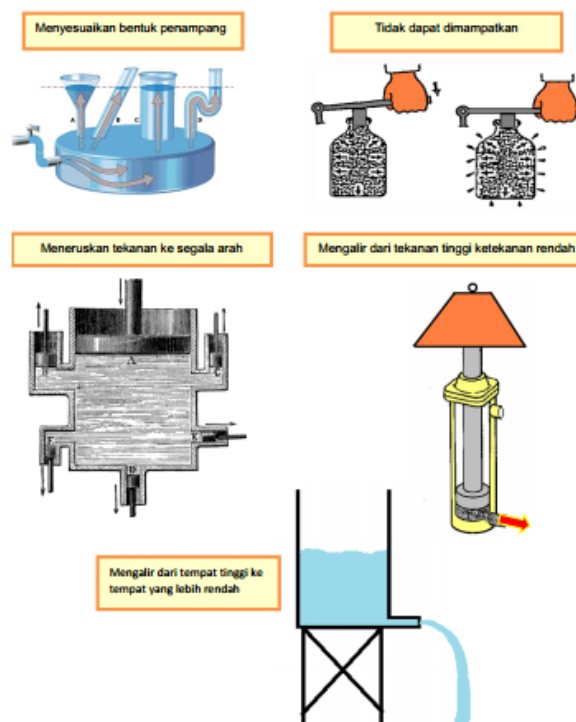 Menyesuaikan bentuk penampang
Tidak dapat dimampatkan
A
B
C
D
Meneruskan tekanan ke segala arah
Mengalir dari tekanan tinggi ketekanan rendah
A
C
F
E
D
Mengalir dari tempat tinggi ke
tempat yang lebih rendah